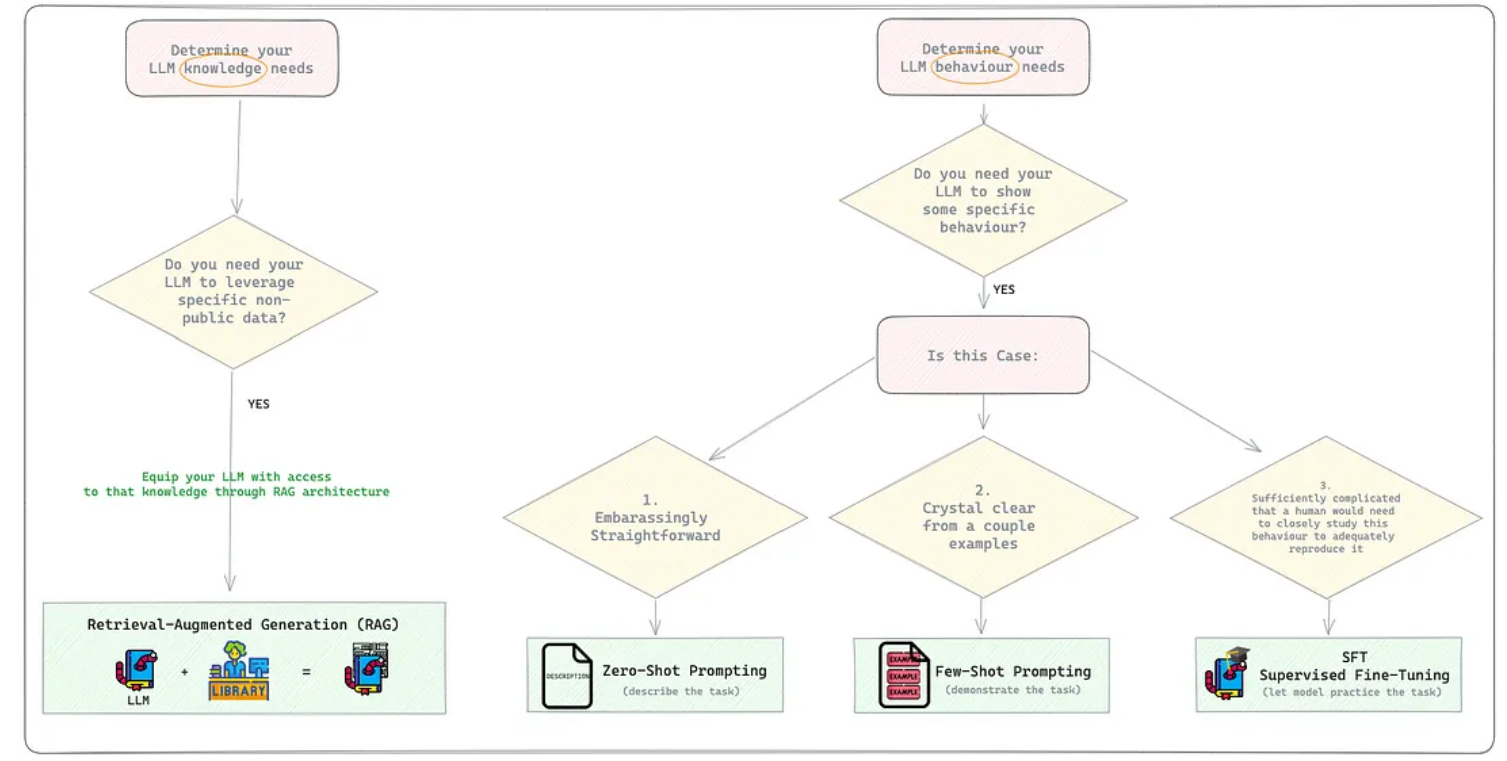 Determine your
LLM knowledge needs
Do you need your
LLM to leverage
specific non-
public data?
YES
Equip your LLM with access
to that knowledge through RAG architecture
Retrieval-Augmented Generation (RAG)
+
=
LIBRARY
LLM
Determine your
LLM behaviour needs
Do you need your
LLM to show
some specific
behaviour?
YES
Is this Case:
1.
Embarassingly
Straightforward
DESCRIPTION
Zero-Shot Prompting
(describe the task)
2.
Crystal clear
from a couple
examples
EXAMPLE
EXAMPLE
EXAMPLE
Few-Shot Prompting
(demonstrate the task)
3.
Sufficiently complicated
that a human would need
to closely study this
behaviour to adequately
reproduce it
SFT
Supervised Fine-Tuning
(let model practice the task)